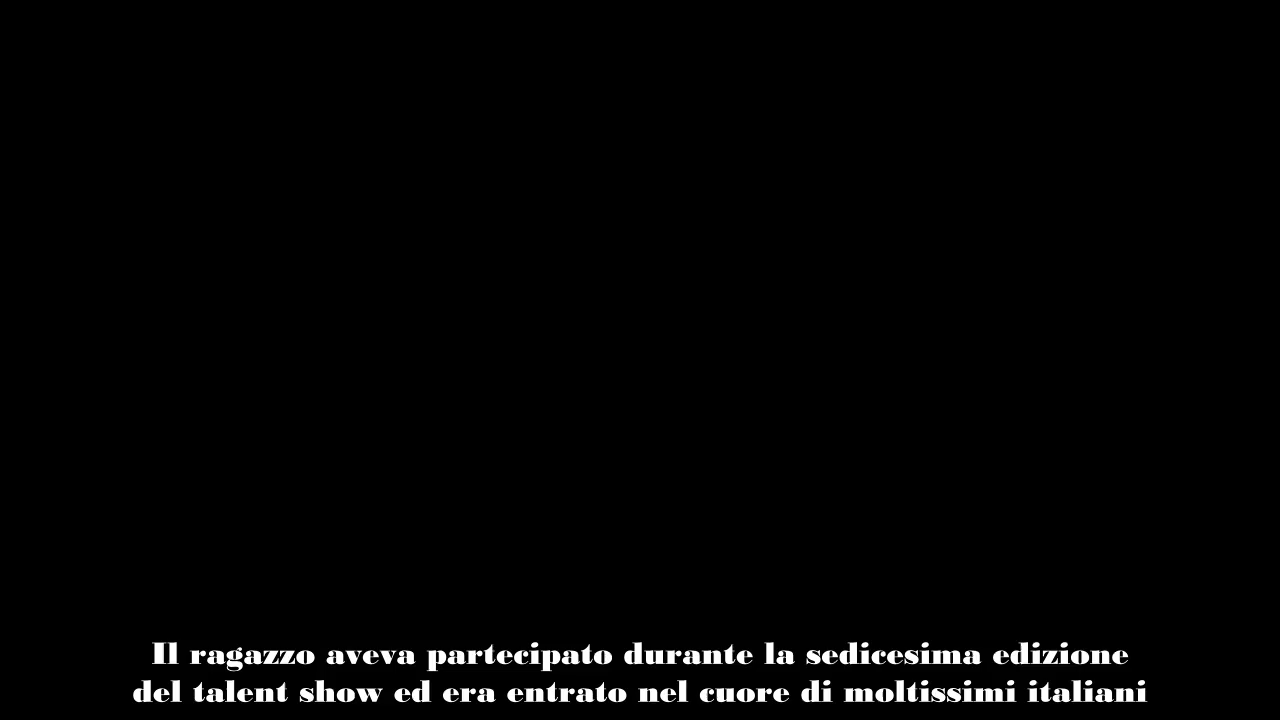 Il ragazzo aveva partecipato durante la sedicesima edizione
del talent show ed era entrato nel cuore di moltissimi italiani